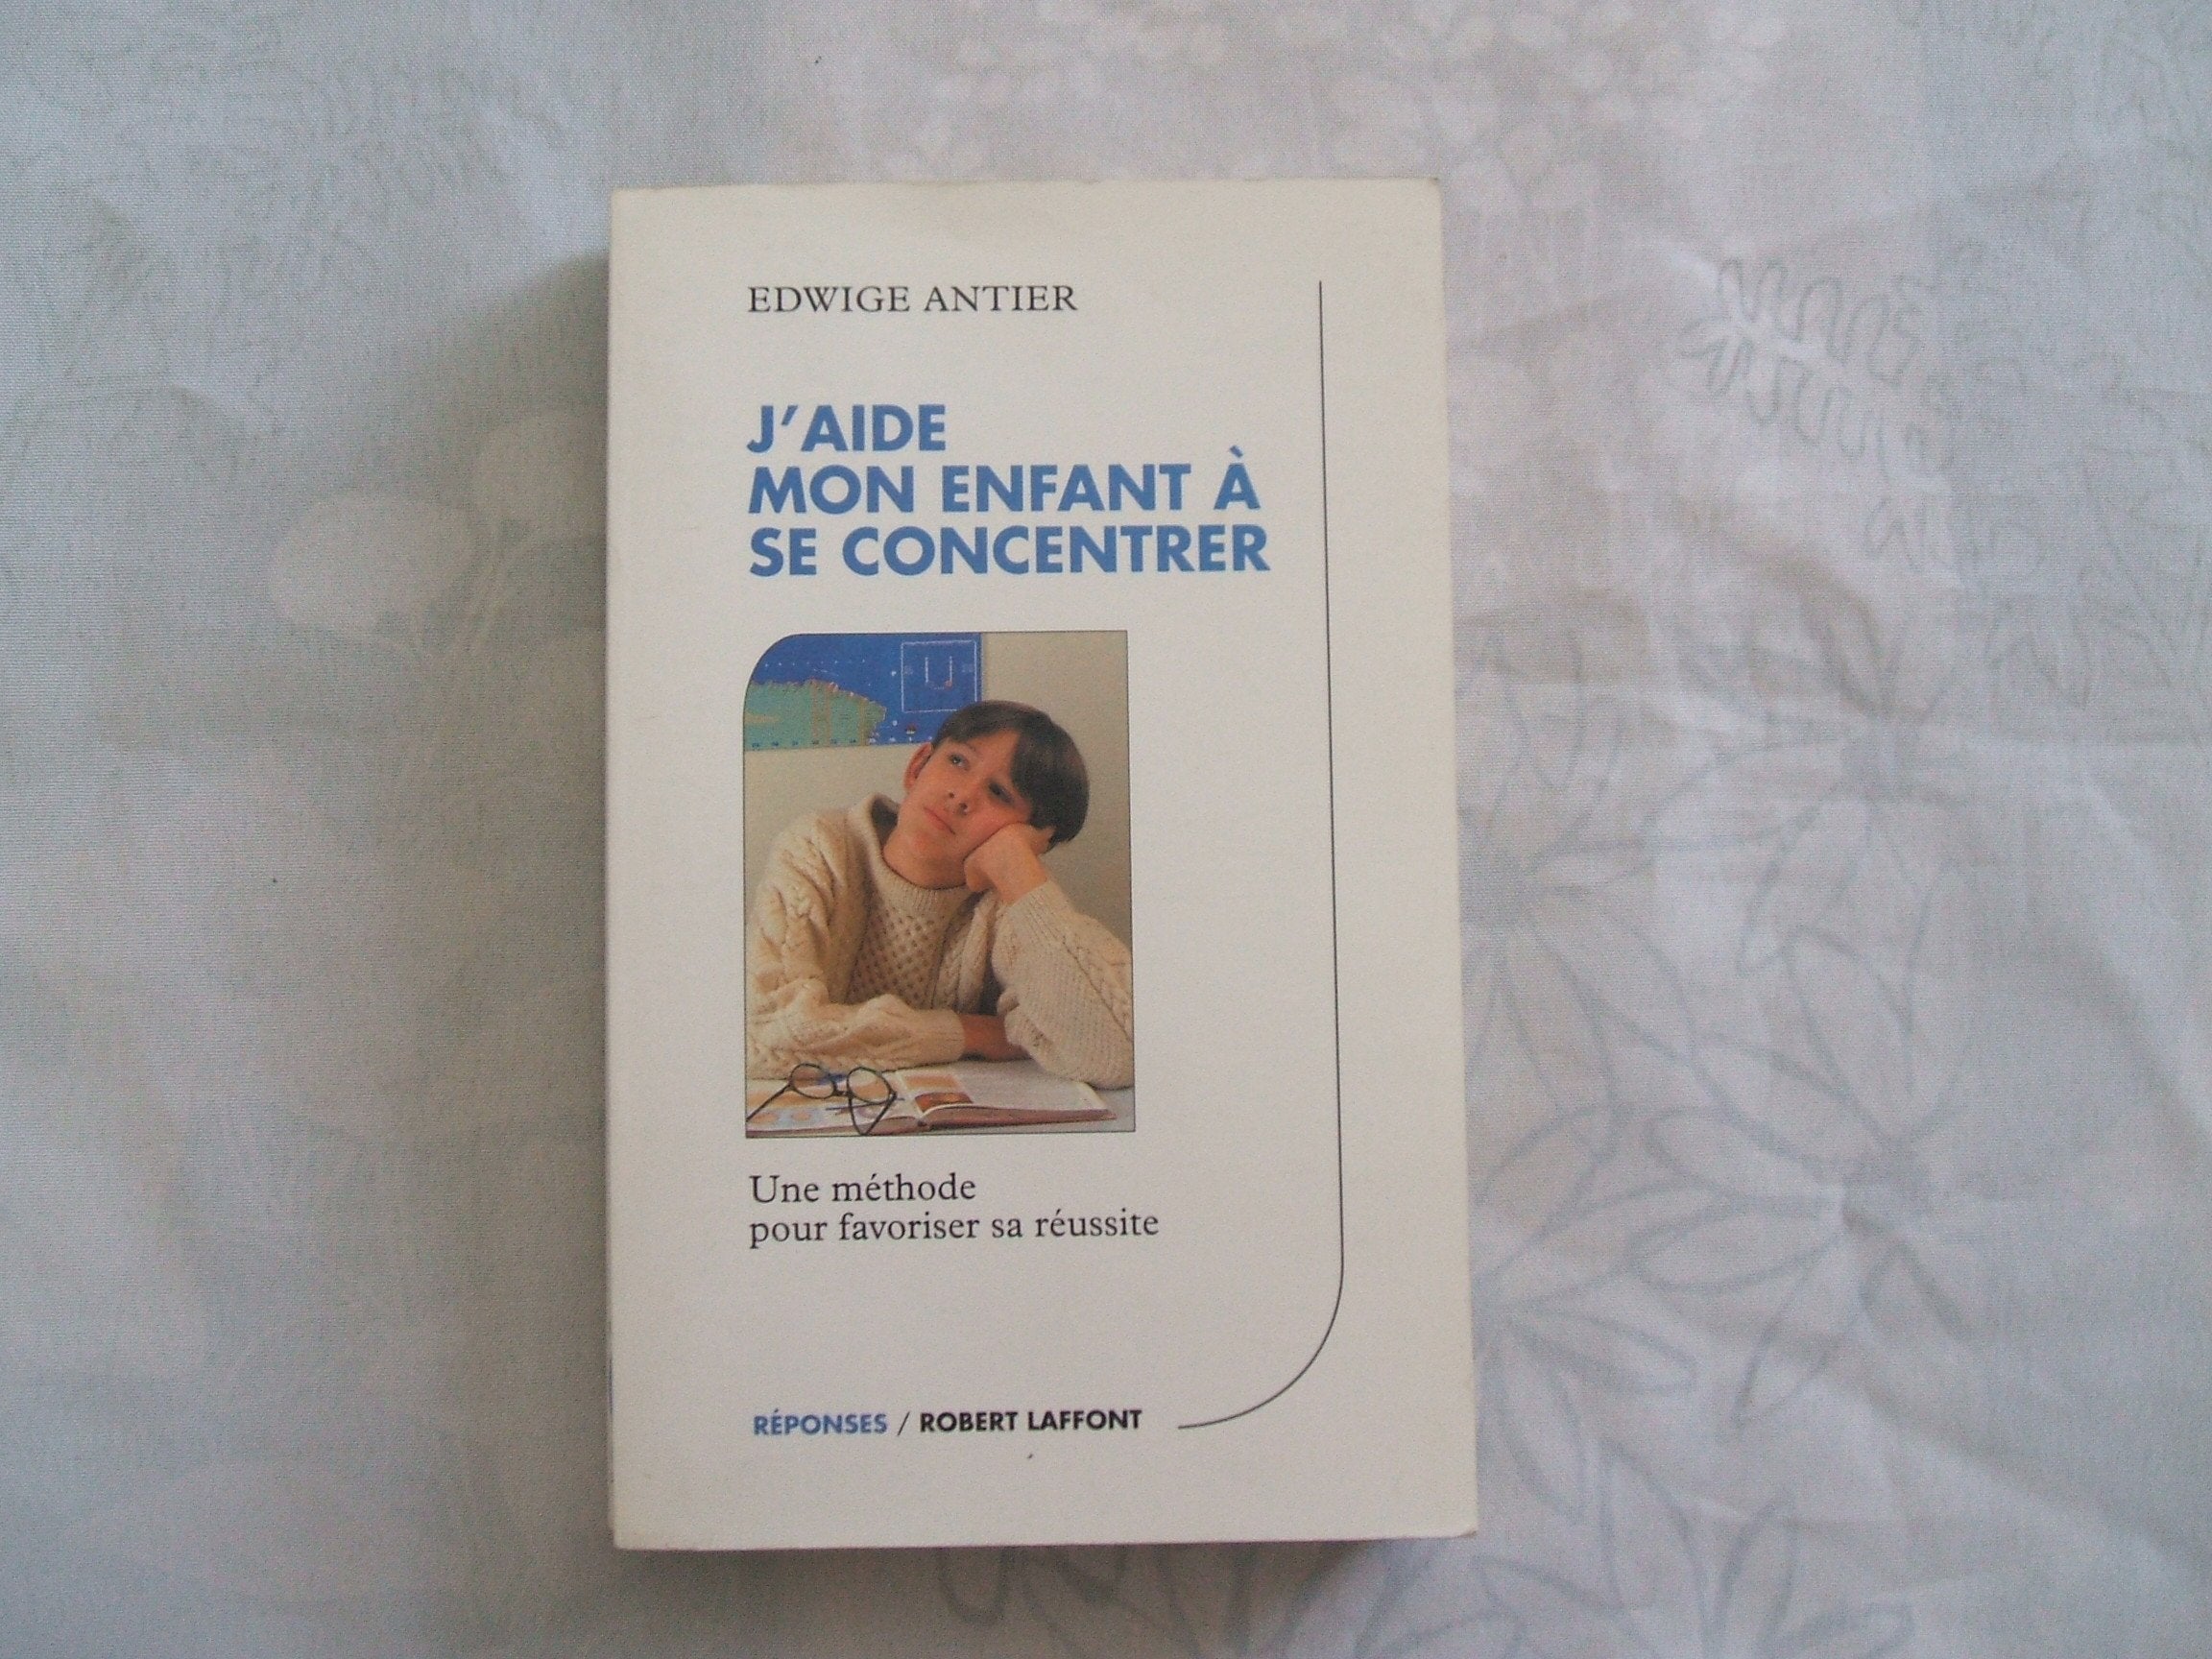 EDWIGE ANTIER
J'AIDE
MON ENFANT À
SE CONCENTRER
Une méthode
pour favoriser sa réussite
RÉPONSES / ROBERT LAFFONT